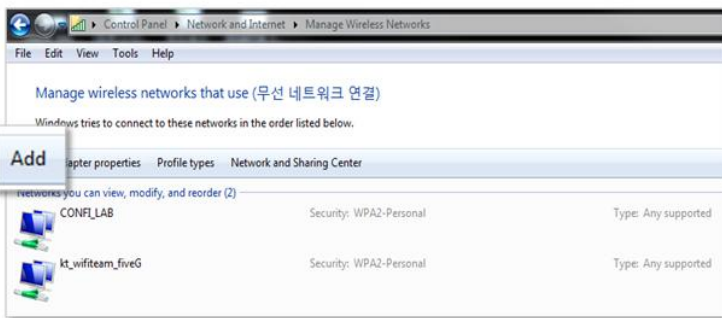 Control Panel ▸ Network and Internet ▸ Manage Wireless Networks
File Edit View Tools Help
Manage wireless networks that use (무선 네트워크 연결)
Windows tries to connect to these networks in the order listed below.
Add apter properties Profile types Network and Sharing Center
Networks you can view, modify, and reorder (2)
CONFI_LAB Security: WPA2-Personal Type: Any supported
kt_wifiteam_fiveG Security: WPA2-Personal Type: Any supported